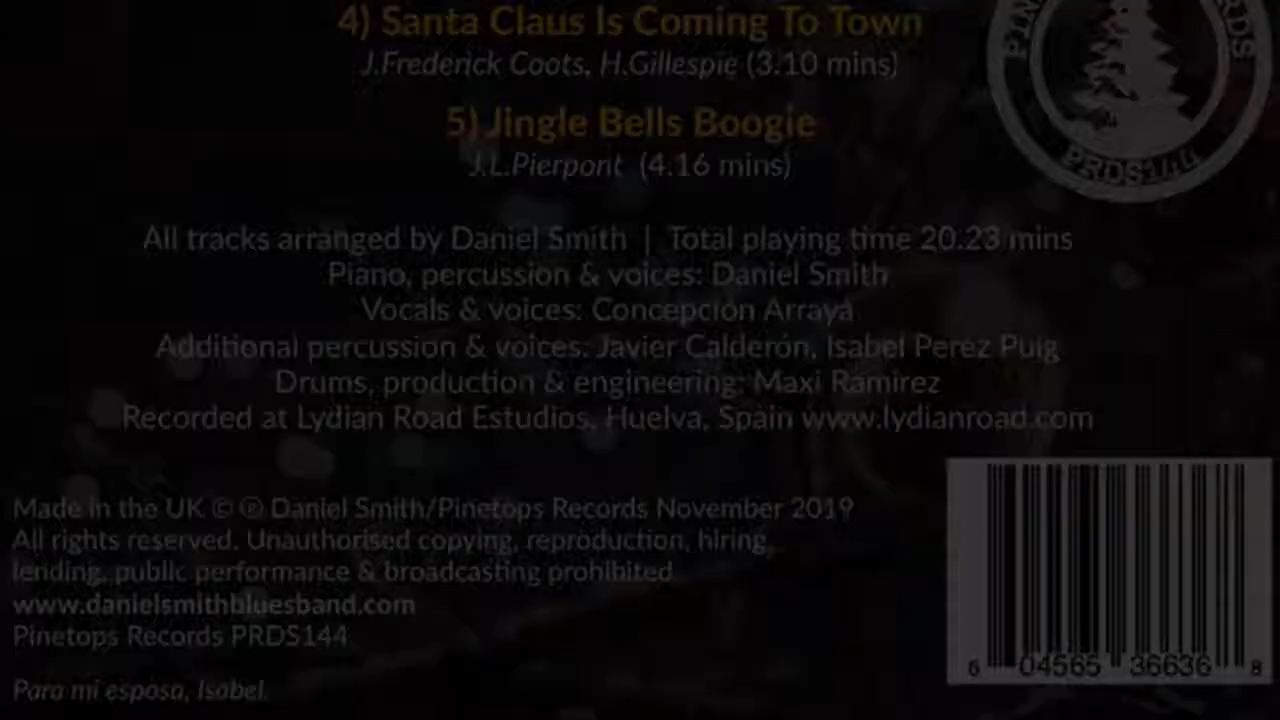 4) Santa Claus Is Coming To Town
J.Frederick Coots, H.Gillespie (3.10 mins)
5) Jingle Bells Boogie
J.L.Pierpont (4.16 mins)
PRDS144
All tracks arranged by Daniel Smith | Total playing time 20.23 mins
Piano, percussion & voices: Daniel Smith
Vocals & voices: Concepción Arraya
Additional percussion & voices: Javier Calderón, Isabel Perez Puig
Drums, production & engineering: Maxi Ramirez
Recorded at Lydian Road Estudios, Huelva, Spain www.lydianroad.com
Made in the UK © ℗ Daniel Smith/Pinetops Records November 2019
All rights reserved. Unauthorised copying, reproduction, hiring,
lending, public performance & broadcasting prohibited
www.danielsmithbluesband.com
Pinetops Records PRDS144
Para mi esposa, Isabel.
6 04565 36636 8